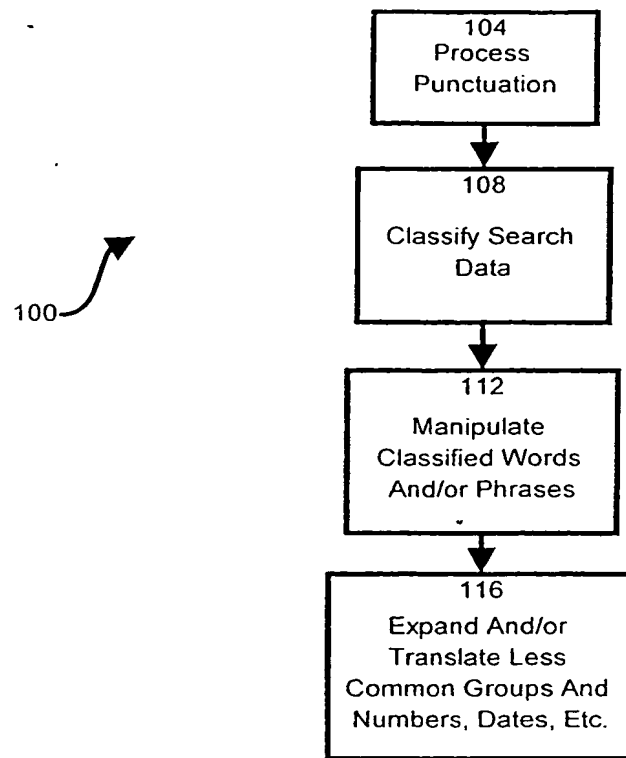 104
Process
Punctuation
108
Classify Search
Data
100
112
Manipulate
Classified Words
And/or Phrases
116
Expand And/or
Translate Less
Common Groups And
Numbers, Dates, Etc.